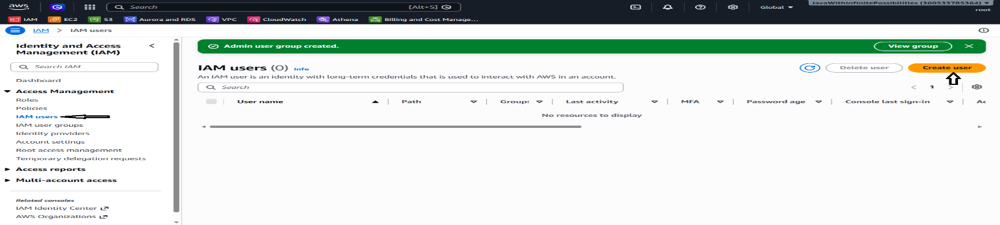 aws
Search [Alt+S]
Global
JavaWithInfinitePossibilities (360533785364)
root
IAM EC2 S3 Aurora and RDS VPC CloudWatch Athena Billing and Cost Manage...
IAM > IAM users
Identity and Access
Management (IAM)
Search IAM
Dashboard
Access Management
Roles
Policies
IAM users
IAM user groups
Identity providers
Account settings
Root access management
Temporary delegation requests
Access reports
Multi-account access
Related consoles
IAM Identity Center
AWS Organizations
Admin user group created.
View group
IAM users (0) Info
Delete user
Create user
An IAM user is an identity with long-term credentials that is used to interact with AWS in an account.
Search
< 1 >
User name Path Group: Last activity MFA Password age Console last sign-in Ac
No resources to display